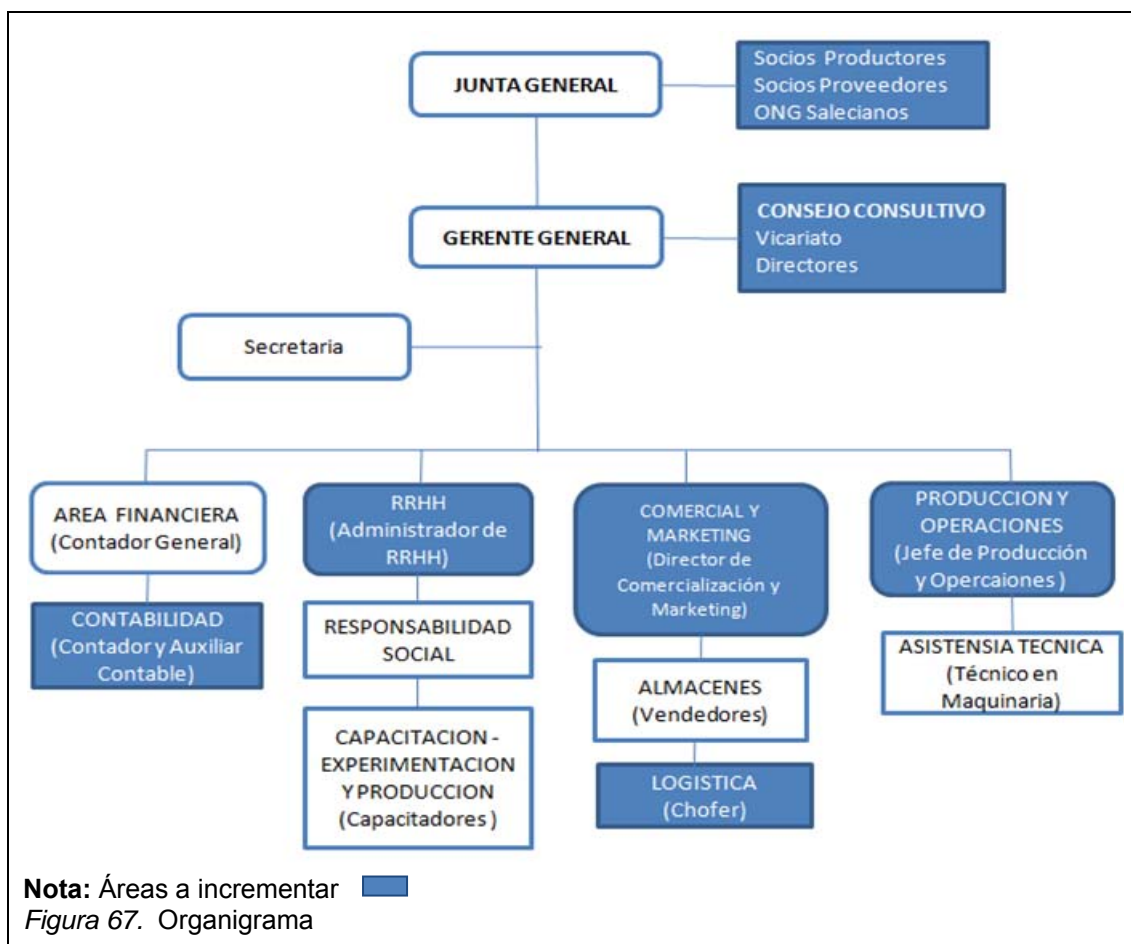 JUNTA GENERAL
Socios Productores
Socios Proveedores
ONG Salecianos
GERENTE GENERAL
CONSEJO CONSULTIVO
Vicariato
Directores
Secretaria
AREA FINANCIERA
(Contador General)
CONTABILIDAD
(Contador y Auxiliar
Contable)
RRHH
(Administrador de
RRHH)
RESPONSABILIDAD
SOCIAL
CAPACITACION -
EXPERIMENTACION
Y PRODUCCION
(Capacitadores )
COMERCIAL Y
MARKETING
(Director de
Comercialización y
Marketing)
ALMACENES
(Vendedores)
LOGISTICA
(Chofer)
PRODUCCION Y
OPERACIONES
(Jefe de Producción
y Opercaiones )
ASISTENSIA TECNICA
(Técnico en
Maquinaria)
Nota: Áreas a incrementar
Figura 67. Organigrama